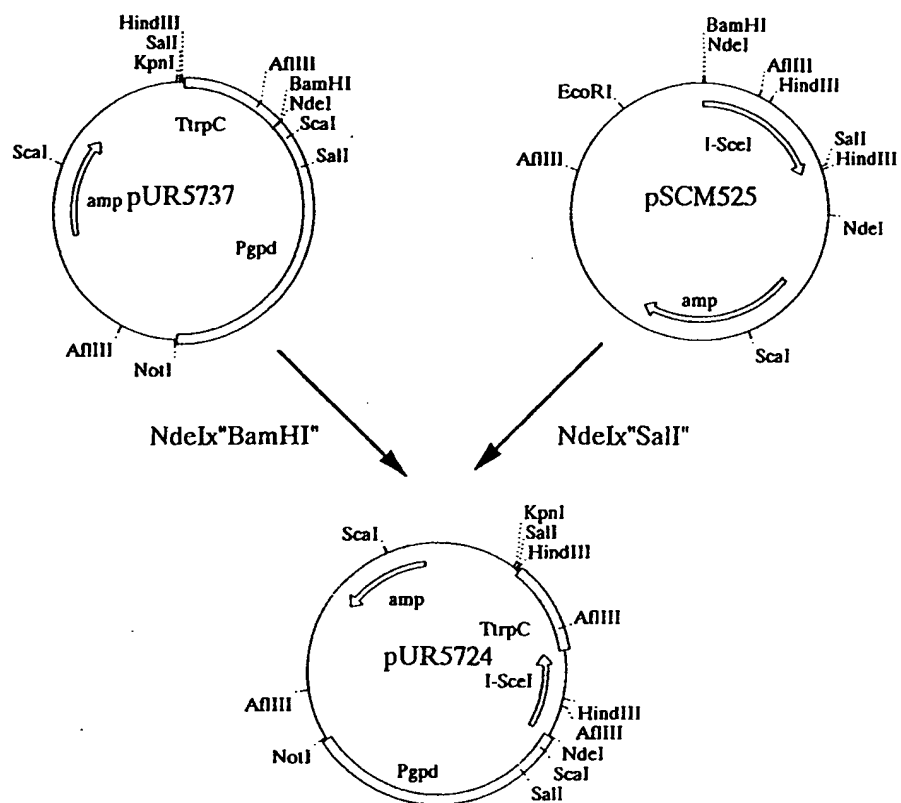 HindIII
SalI
KpnI
AflIII
BamHI
NdeI
ScaI
SalI
TtrpC
ScaI
amp
pUR5737
Pgpd
AflIII
NotI
BamHI
NdeI
AflIII
HindIII
EcoRI
I-SceI
SalI
HindIII
AflIII
pSCM525
NdeI
amp
ScaI
NdeIx"BamHI"
NdeIx"SalI"
KpnI
SalI
HindIII
ScaI
amp
TtrpC
AflIII
pUR5724
I-SceI
AflIII
HindIII
AflIII
NdeI
NotI
ScaI
Pgpd
SalI